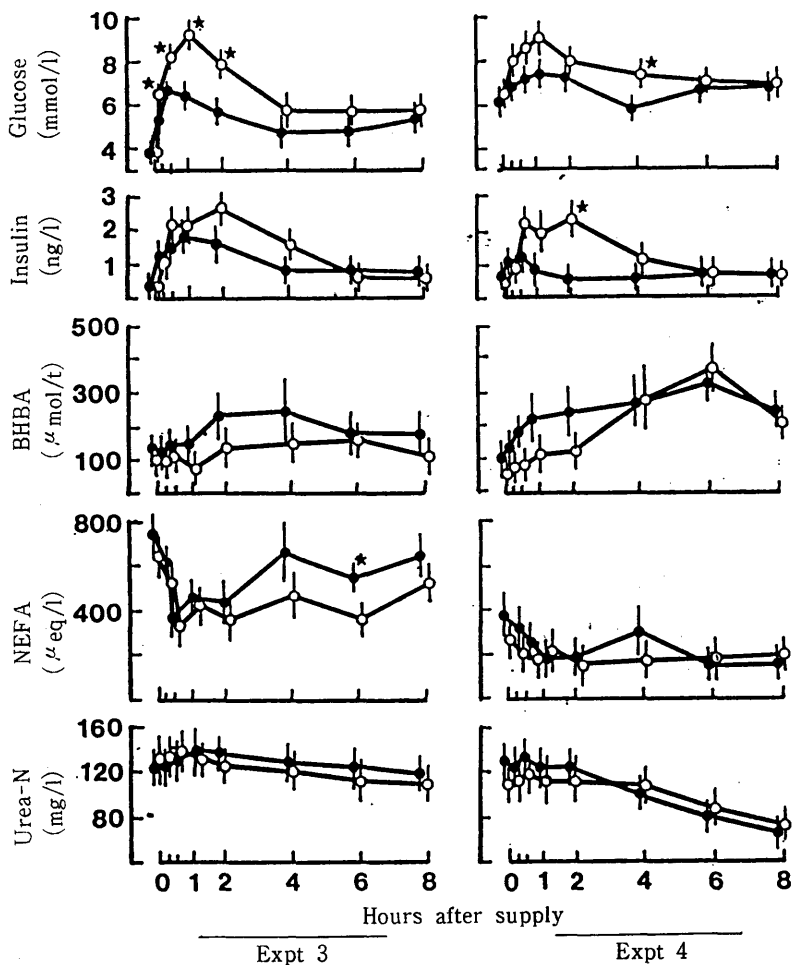 Glucose
(mmol/l)
10
8
6
4
Insulin
(ng/l)
3
2
1
BHBA
(μmol/t)
500
300
100
NEFA
(μeq/l)
800
400
Urea-N
(mg/l)
160
120
80
0 1 2 4 6 8
0 1 2 4 6 8
Hours after supply
Expt 3
Expt 4